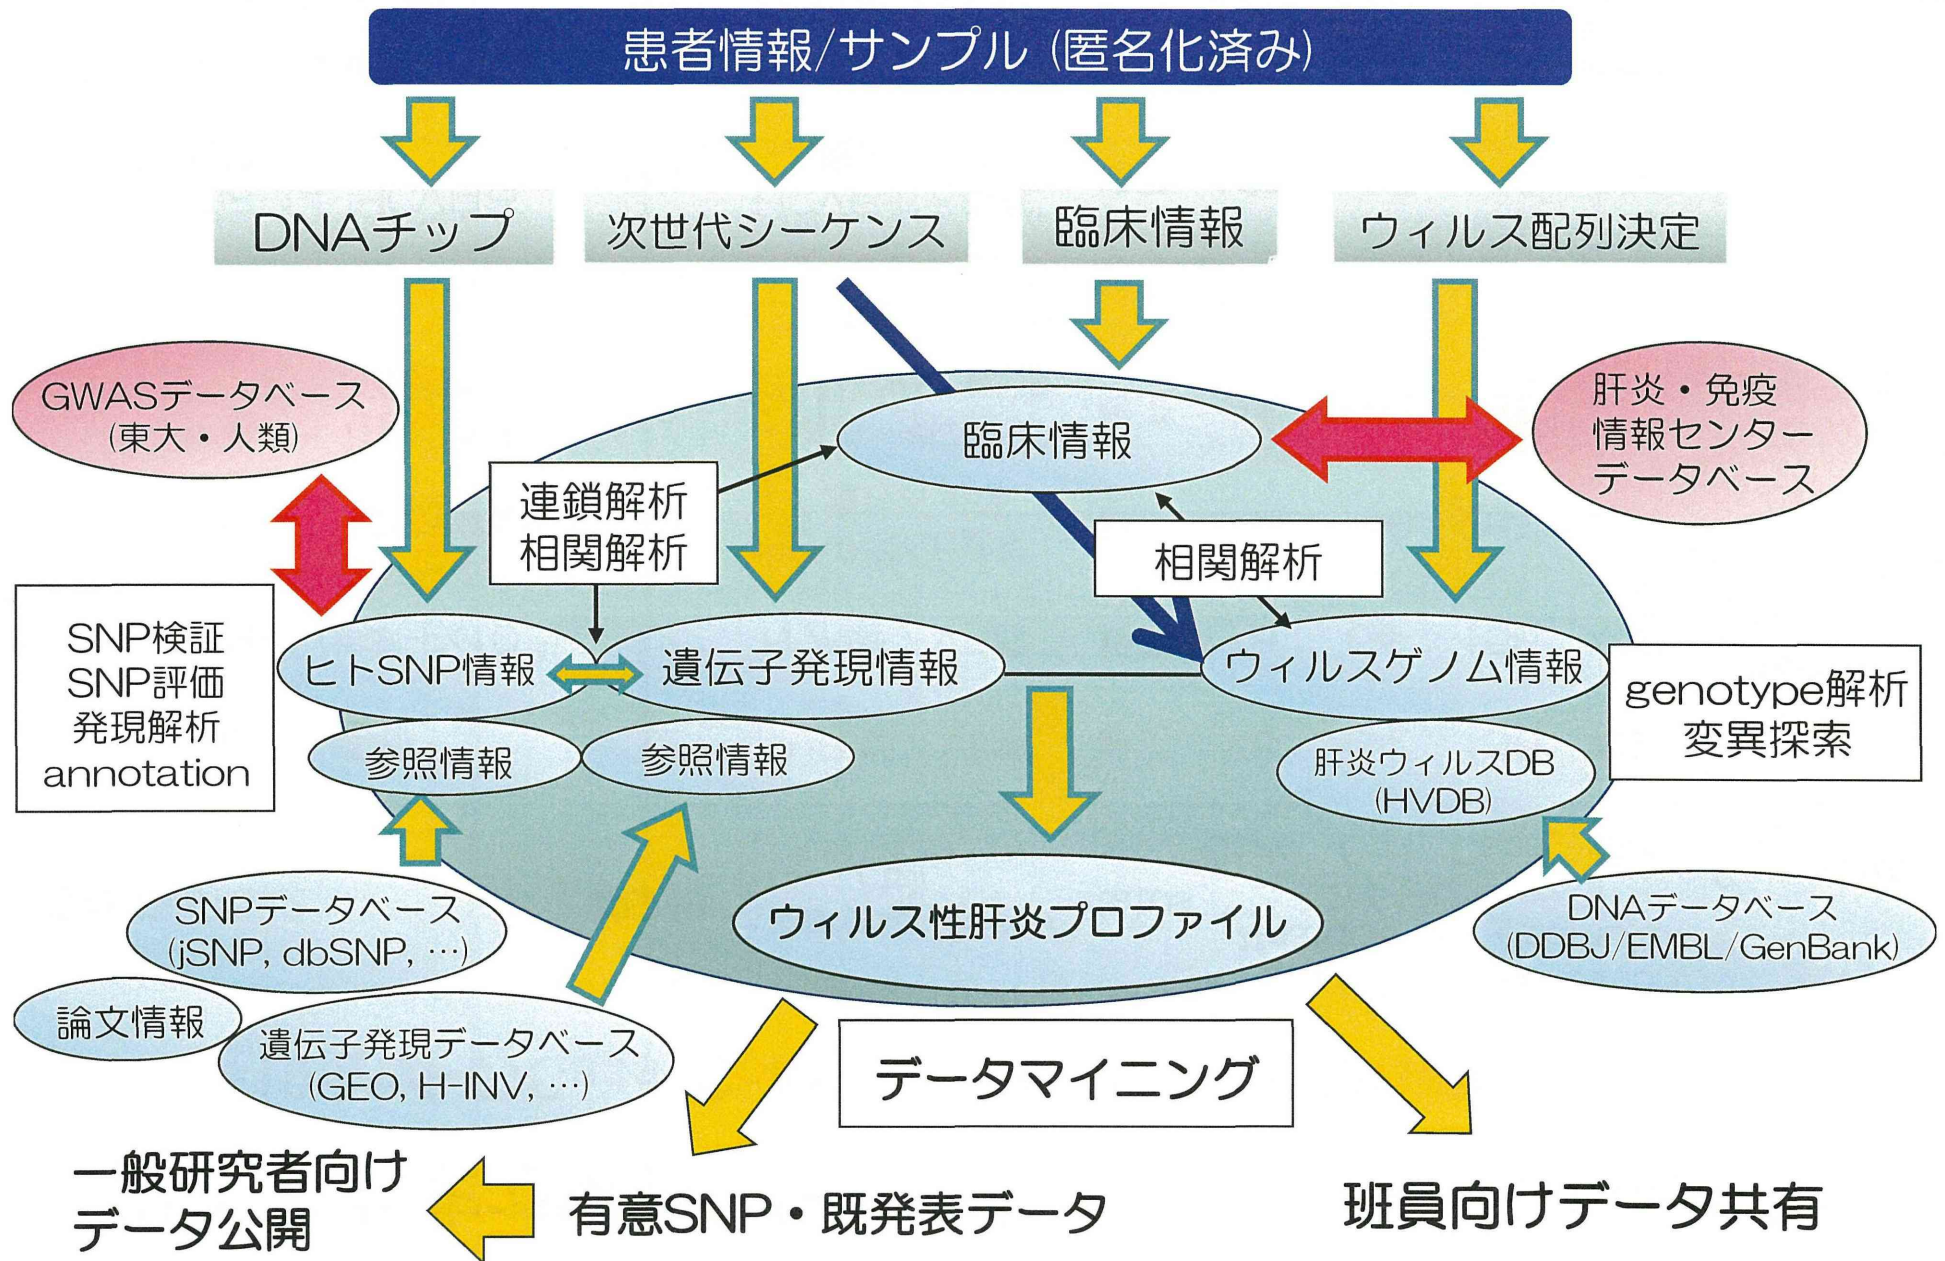 患者情報/サンプル (匿名化済み)
DNAチップ
次世代シーケンス
臨床情報
ウィルス配列決定
GWASデータベース
(東大・人類)
臨床情報
肝炎・免疫
情報センター
データベース
連鎖解析
相関解析
相関解析
SNP検証
SNP評価
発現解析
annotation
ヒトSNP情報
遺伝子発現情報
ウィルスゲノム情報
genotype解析
変異探索
参照情報
参照情報
肝炎ウィルスDB
(HVDB)
SNPデータベース
(jSNP, dbSNP, …)
ウィルス性肝炎プロファイル
DNAデータベース
(DDBJ/EMBL/GenBank)
論文情報
遺伝子発現データベース
(GEO, H-INV, …)
データマイニング
一般研究者向け
データ公開
有意SNP・既発表データ
班員向けデータ共有